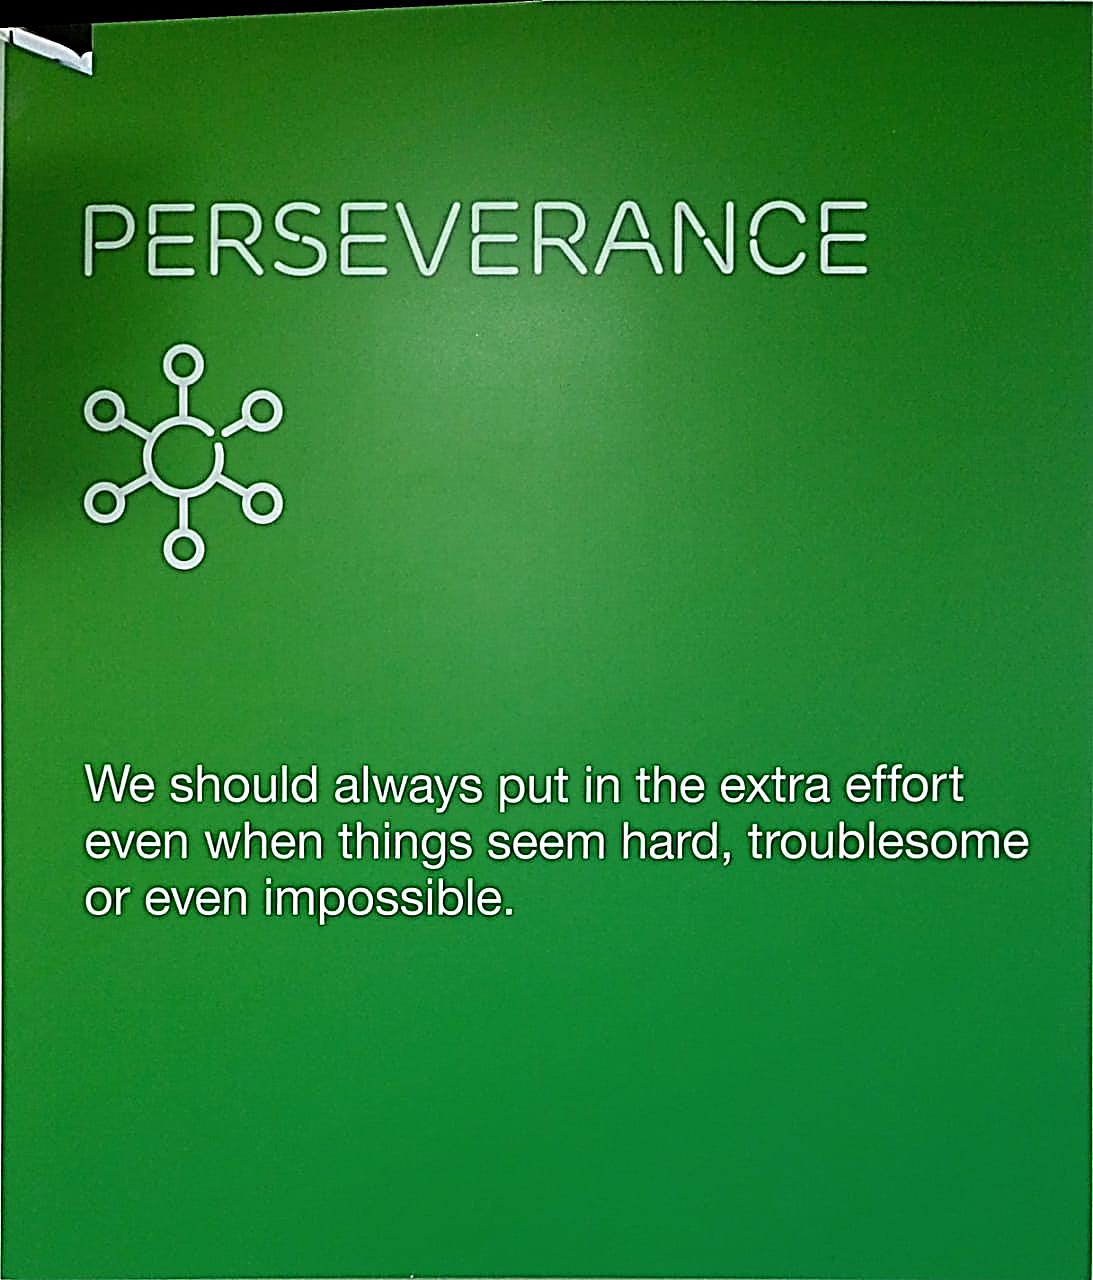 PERSEVERANCE
We should always put in the extra effort
even when things seem hard, troublesome
or even impossible.